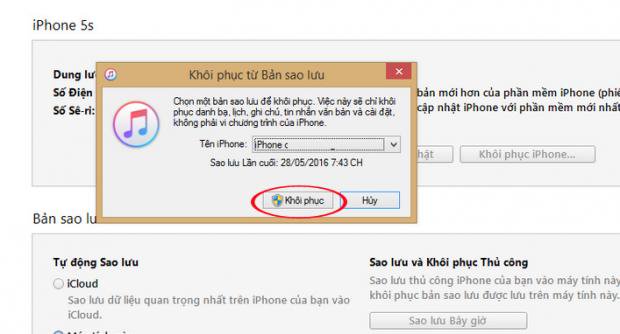 iPhone 5s
Khôi phục từ Bản sao lưu
Dung lư
Số Điện
Số Sê-ri:
Chọn một bản sao lưu để khôi phục. Việc này sẽ chỉ khôi
phục danh bạ, lịch, ghi chú, tin nhắn văn bản và cài đặt,
không phải vi chương trình của iPhone.
Tên iPhone: iPhone c
Sao lưu Lần cuối: 28/05/2016 7:43 CH
Khôi phục
Hủy
bản mới hơn của phần mềm iPhone (phiê
cập nhật iPhone với phần mềm mới nhất
hật
Khôi phục iPhone...
Bản sao lư
Tự động Sao lưu
iCloud
Sao lưu dữ liệu quan trọng nhất trên iPhone của bạn vào
iCloud.
Sao lưu và Khôi phục Thủ công
Sao lưu thủ công iPhone của bạn vào máy tính này
khôi phục bản sao lưu được lưu trên máy tính này.
Sao lưu Bây giờ